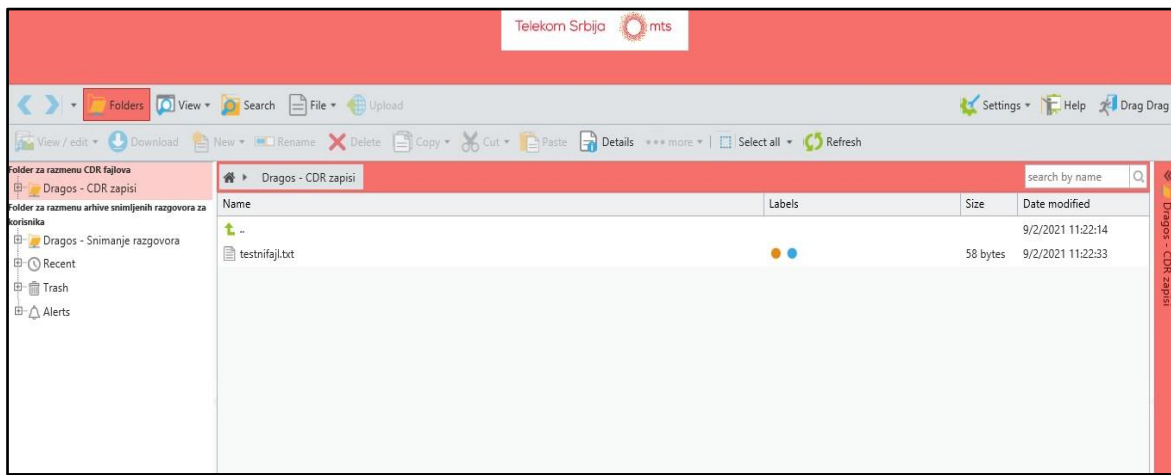 Telekom Srbija mts
Folders View Search File Upload Settings Help Drag Drag
View / edit Download New Rename Delete Copy Cut Paste Details more Select all Refresh
Folder za razmenu CDR fajlova
Dragos - CDR zapisi
Folder za razmenu arhive snimljenih razgovora za
korisnika
Dragos - Snimanje razgovora
Recent
Trash
Alerts
Dragos - CDR zapisi search by name
Name Labels Size Date modified
.. 9/2/2021 11:22:14
testnifajl.txt 58 bytes 9/2/2021 11:22:33
Dragos - CDR zapisi